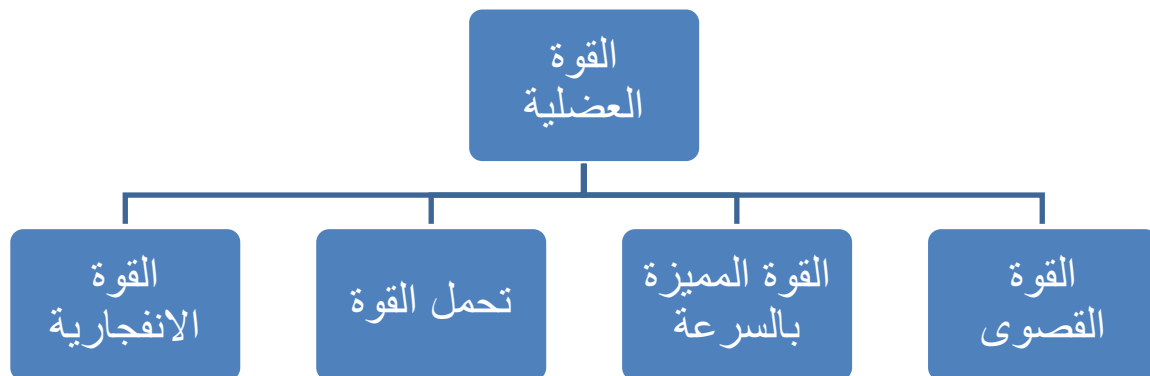 القوة
العضلية
القوة
القصوى
القوة المميزة
بالسرعة
تحمل القوة
القوة
الانفجارية